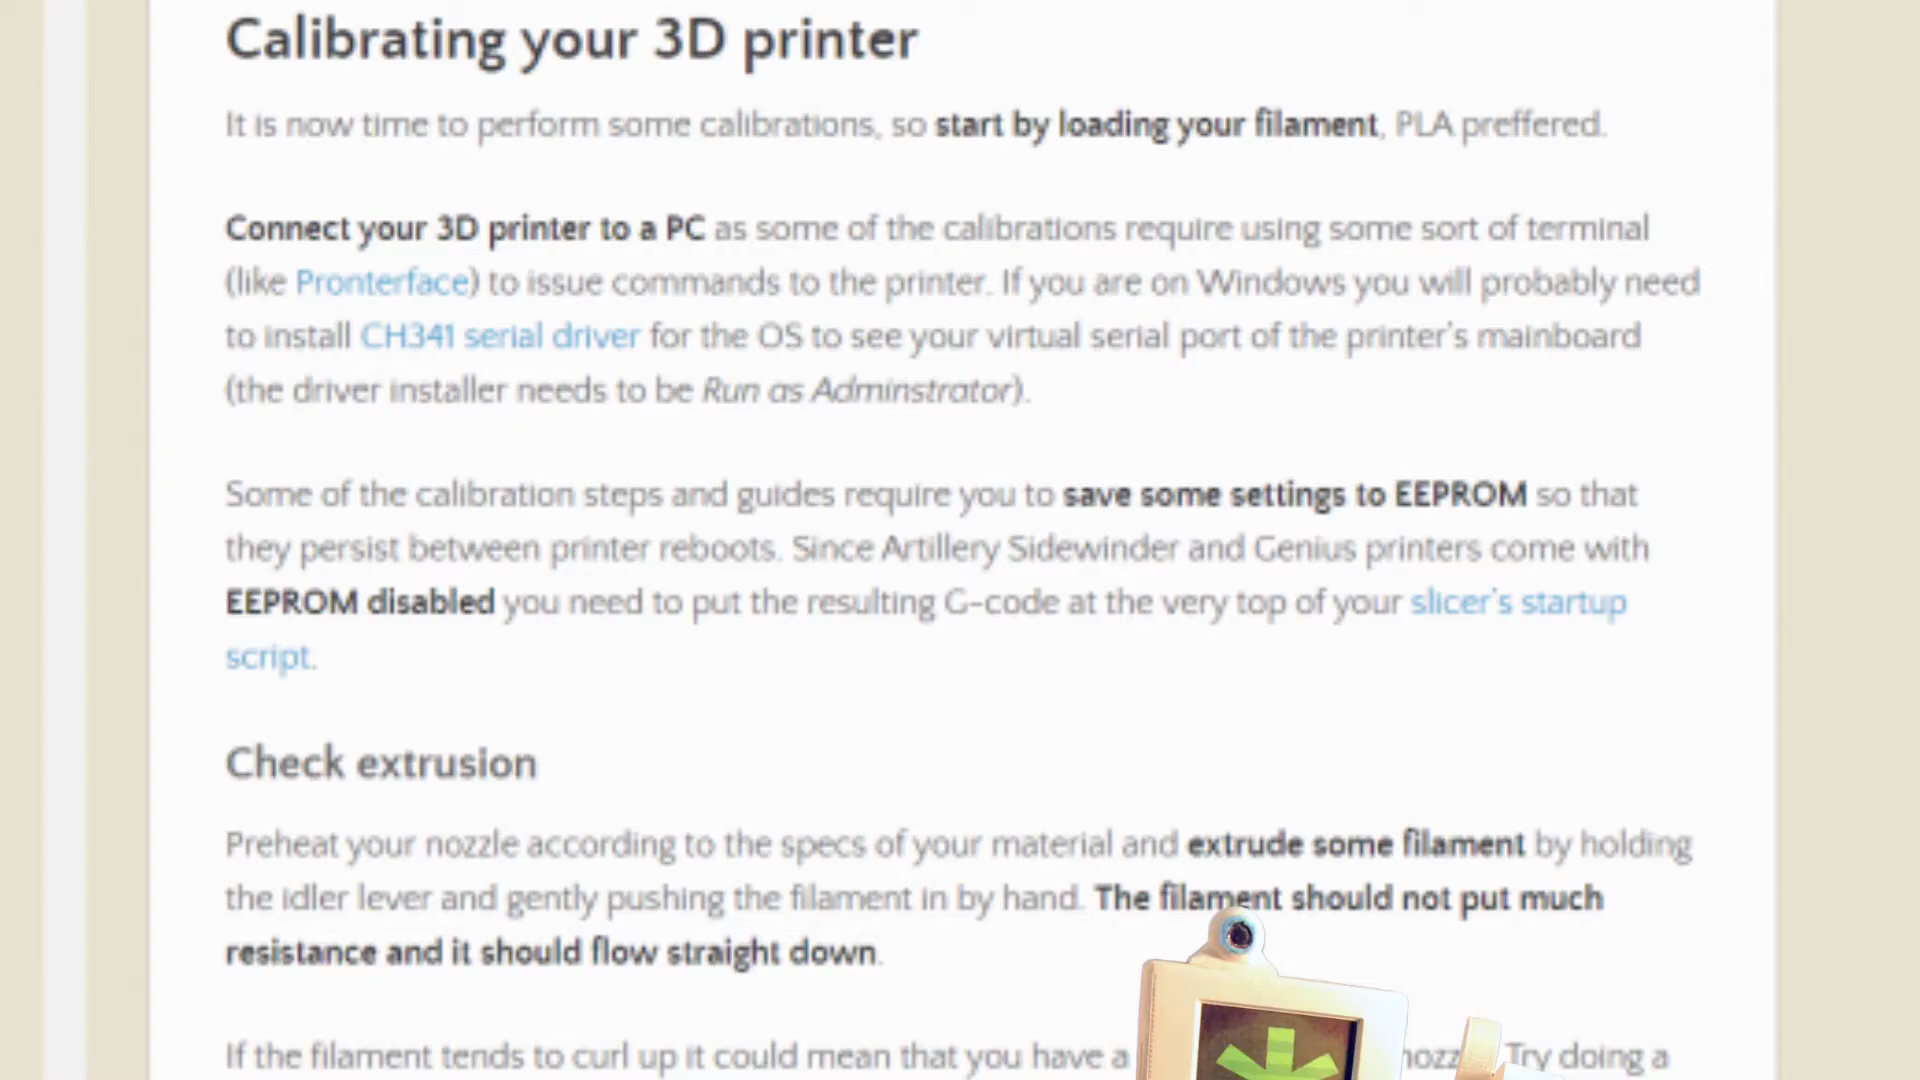 Calibrating your 3D printer
It is now time to perform some calibrations, so start by loading your filament, PLA preffered.
Connect your 3D printer to a PC as some of the calibrations require using some sort of terminal
(like Pronterface) to issue commands to the printer. If you are on Windows you will probably need
to install CH341 serial driver for the OS to see your virtual serial port of the printer's mainboard
(the driver installer needs to be Run as Adminstrator).
Some of the calibration steps and guides require you to save some settings to EEPROM so that
they persist between printer reboots. Since Artillery Sidewinder and Genius printers come with
EEPROM disabled you need to put the resulting G-code at the very top of your slicer's startup
script.
Check extrusion
Preheat your nozzle according to the specs of your material and extrude some filament by holding
the idler lever and gently pushing the filament in by hand. The filament should not put much
resistance and it should flow straight down.
If the filament tends to curl up it could mean that you have a Try doing a